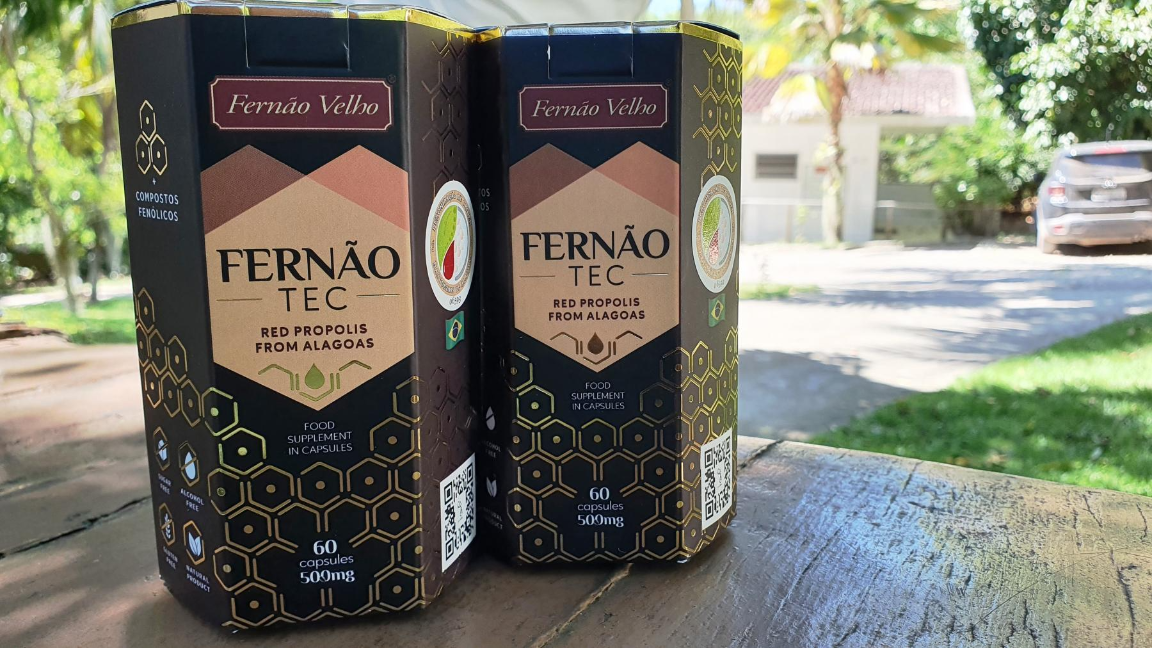 Fernão Velho
+
COMPOSTOS
FENÓLICOS
FERNÃO
TEC
RED PROPOLIS
FROM ALAGOAS
FOOD
SUPPLEMENT
IN CAPSULES
SUGAR
FREE
ALCOHOL
FREE
GLUTEN
FREE
NATURAL
PRODUCT
60
capsules
500mg
Fernão Velho
FERNÃO
TEC
RED PROPOLIS
FROM ALAGOAS
FOOD
SUPPLEMENT
IN CAPSULES
60
capsules
500mg